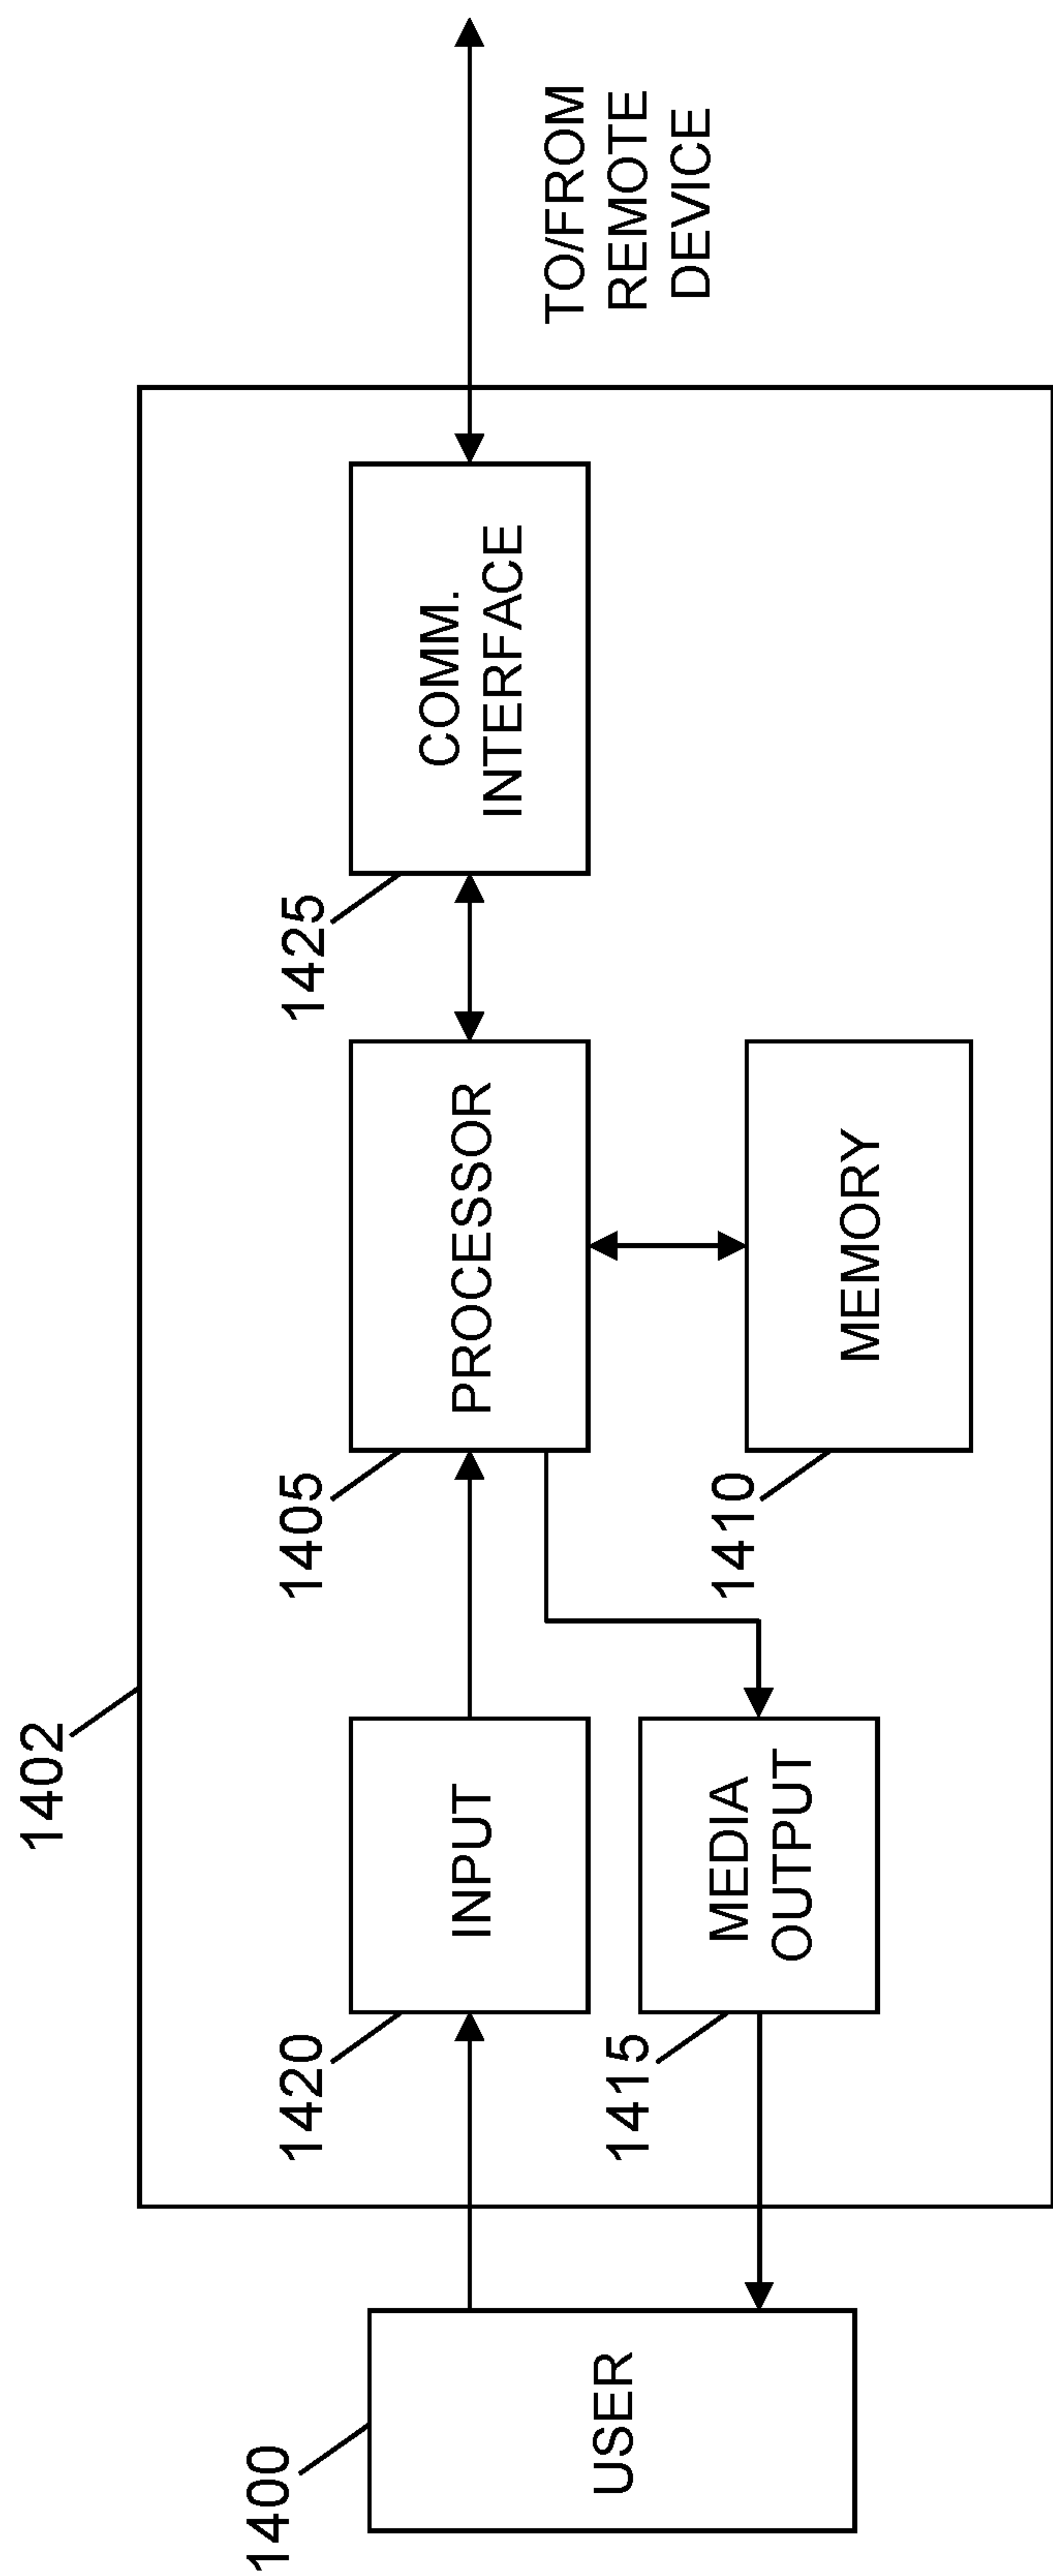 1402
1400
USER
1420
INPUT
1415
MEDIA
OUTPUT
1405
PROCESSOR
1410
MEMORY
1425
COMM.
INTERFACE
TO/FROM
REMOTE
DEVICE